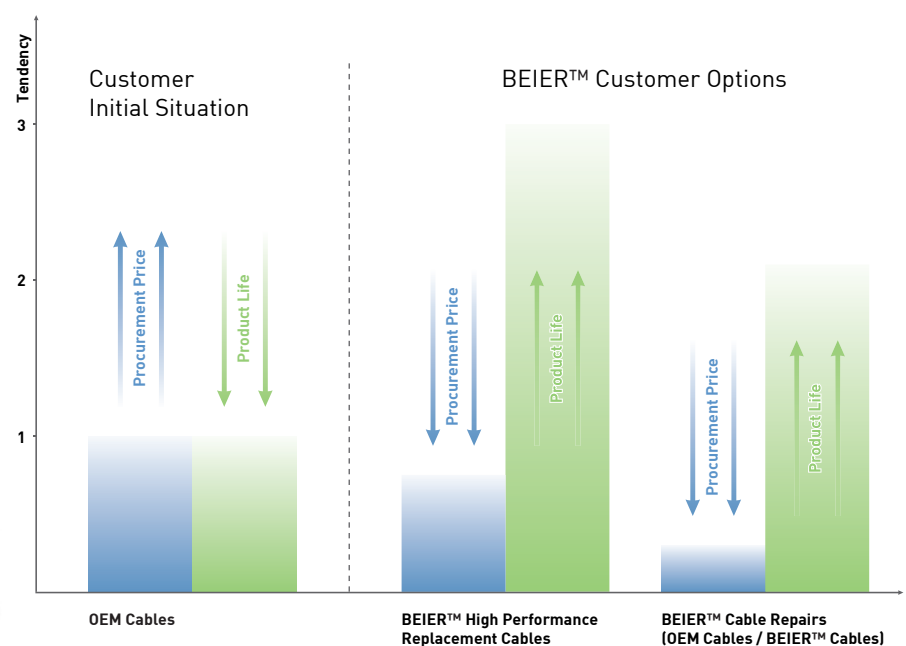 Tendency
3
2
1
Customer
Initial Situation
BEIER™ Customer Options
Procurement Price
Product Life
Procurement Price
Product Life
Procurement Price
Product Life
OEM Cables
BEIER™ High Performance
Replacement Cables
BEIER™ Cable Repairs
(OEM Cables / BEIER™ Cables)